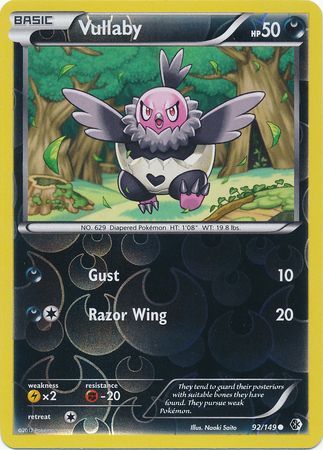 BASIC
Vullaby
HP50
NO. 629 Diapered Pokémon HT: 1'08" WT: 19.8 lbs.
Gust 10
Razor Wing 20
weakness
×2
resistance
-20
retreat
They tend to guard their posteriors
with suitable bones they have
found. They pursue weak
Pokémon.
©2012 Pokémon
Illus. Naoki Saito
92/149